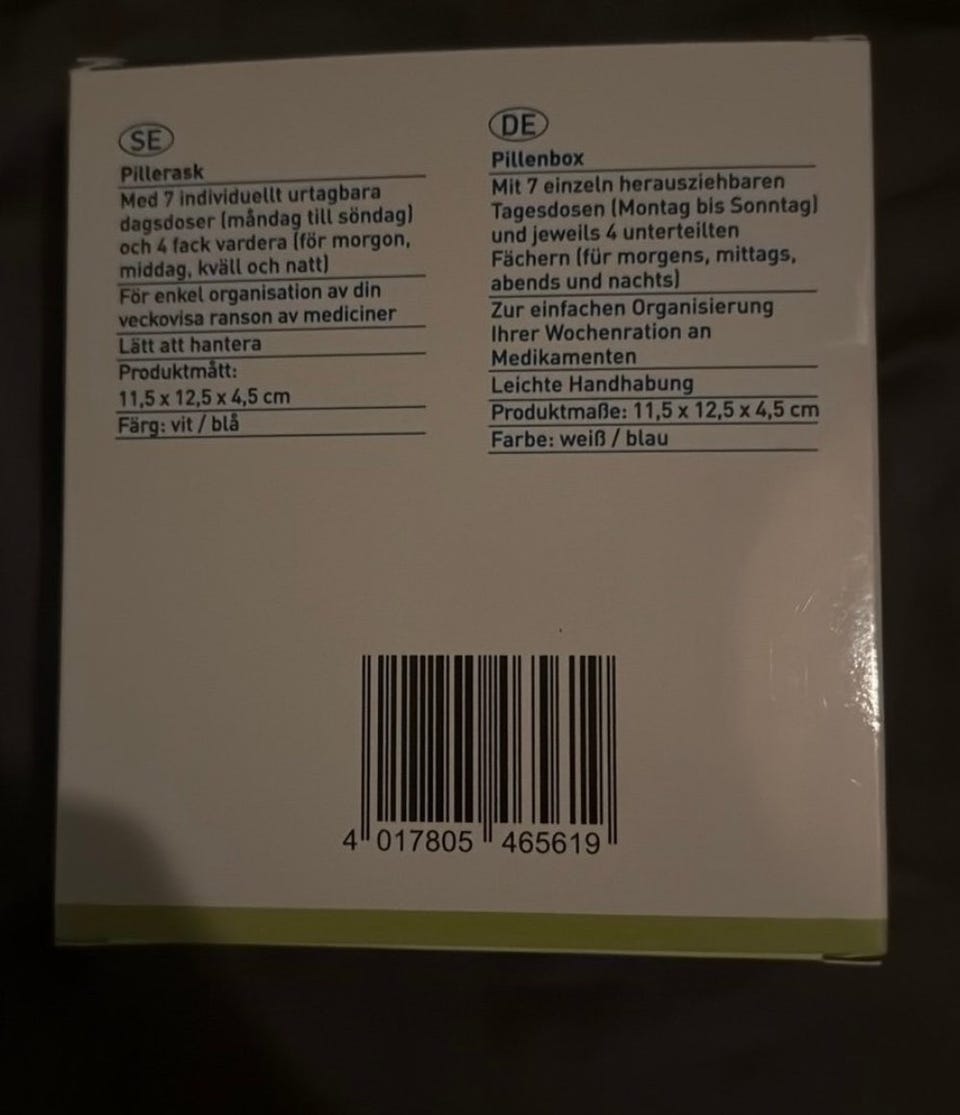 SE
Pillerask
Med 7 individuellt urtagbara
dagsdoser (måndag till söndag)
och 4 fack vardera (för morgon,
middag, kväll och natt)
För enkel organisation av din
veckovisa ranson av mediciner
Lätt att hantera
Produktmått:
11,5 x 12,5 x 4,5 cm
Färg: vit / blå
DE
Pillenbox
Mit 7 einzeln herausziehbaren
Tagesdosen (Montag bis Sonntag)
und jeweils 4 unterteilten
Fächern (für morgens, mittags,
abends und nachts)
Zur einfachen Organisierung
Ihrer Wochenration an
Medikamenten
Leichte Handhabung
Produktmaße: 11,5 x 12,5 x 4,5 cm
Farbe: weiß / blau
4 017805 465619